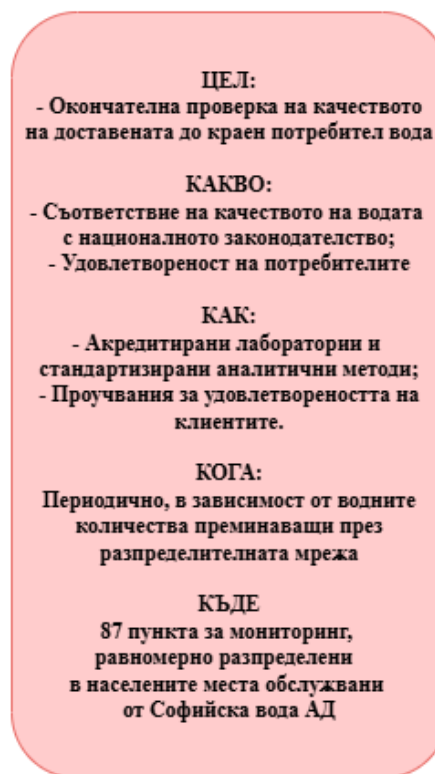 ЦЕЛ:
- Окончателна проверка на качеството
на доставената до краен потребител вода
КАКВО:
- Съответствие на качеството на водата
с националното законодателство;
- Удовлетвореност на потребителите
КАК:
- Акредитирани лаборатории и
стандартизирани аналитични методи;
- Проучвания за удовлетвореността на
клиентите.
КОГА:
Периодично, в зависимост от водните
количества преминаващи през
разпределителната мрежа
КЪДЕ
87 пункта за мониторинг,
равномерно разпределени
в населените места обслужвани
от Софийска вода АД